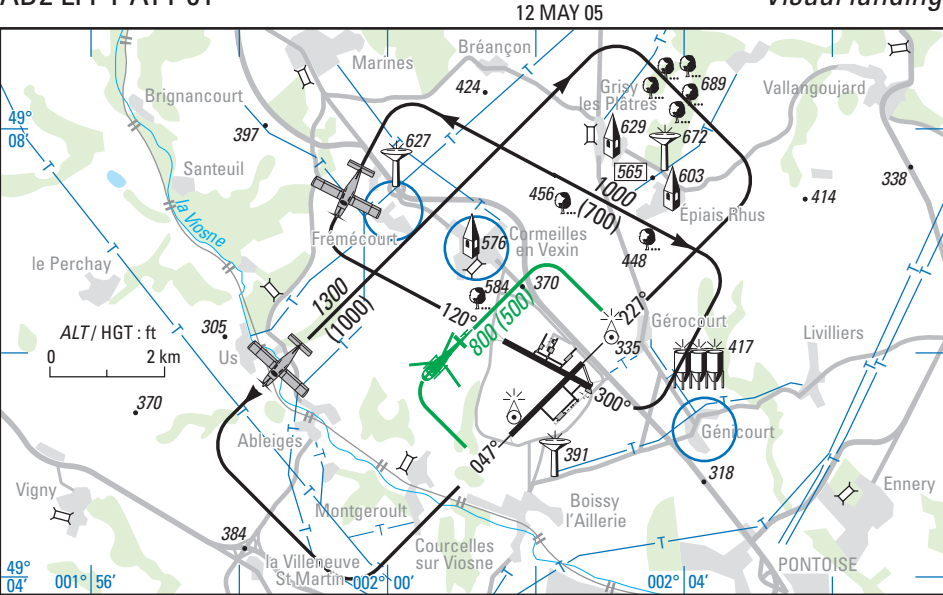 12 MAY 05
Marines
Bréançon
424
689
Vallangoujard
Brignancourt
Grisy
les Plâtres
49°
08'
397
627
629
672
338
Santeuil
565
603
456
1000
(700)
414
la Viosne
Épiais Rhus
Frémécourt
576
Cormeilles
en Vexin
448
le Perchay
584
370
1300
(1000)
120°
800 (500)
227°
Gérocourt
ALT / HGT : ft
305
335
Livilliers
0
2 km
Us
417
370
300°
Ableiges
Génicourt
047°
391
318
Vigny
Ennery
Montgeroult
Boissy
l'Aillerie
384
Courcelles
sur Viosne
la Villeneuve
St Martin
PONTOISE
49°
04'
001° 56'
002° 00'
002° 04'